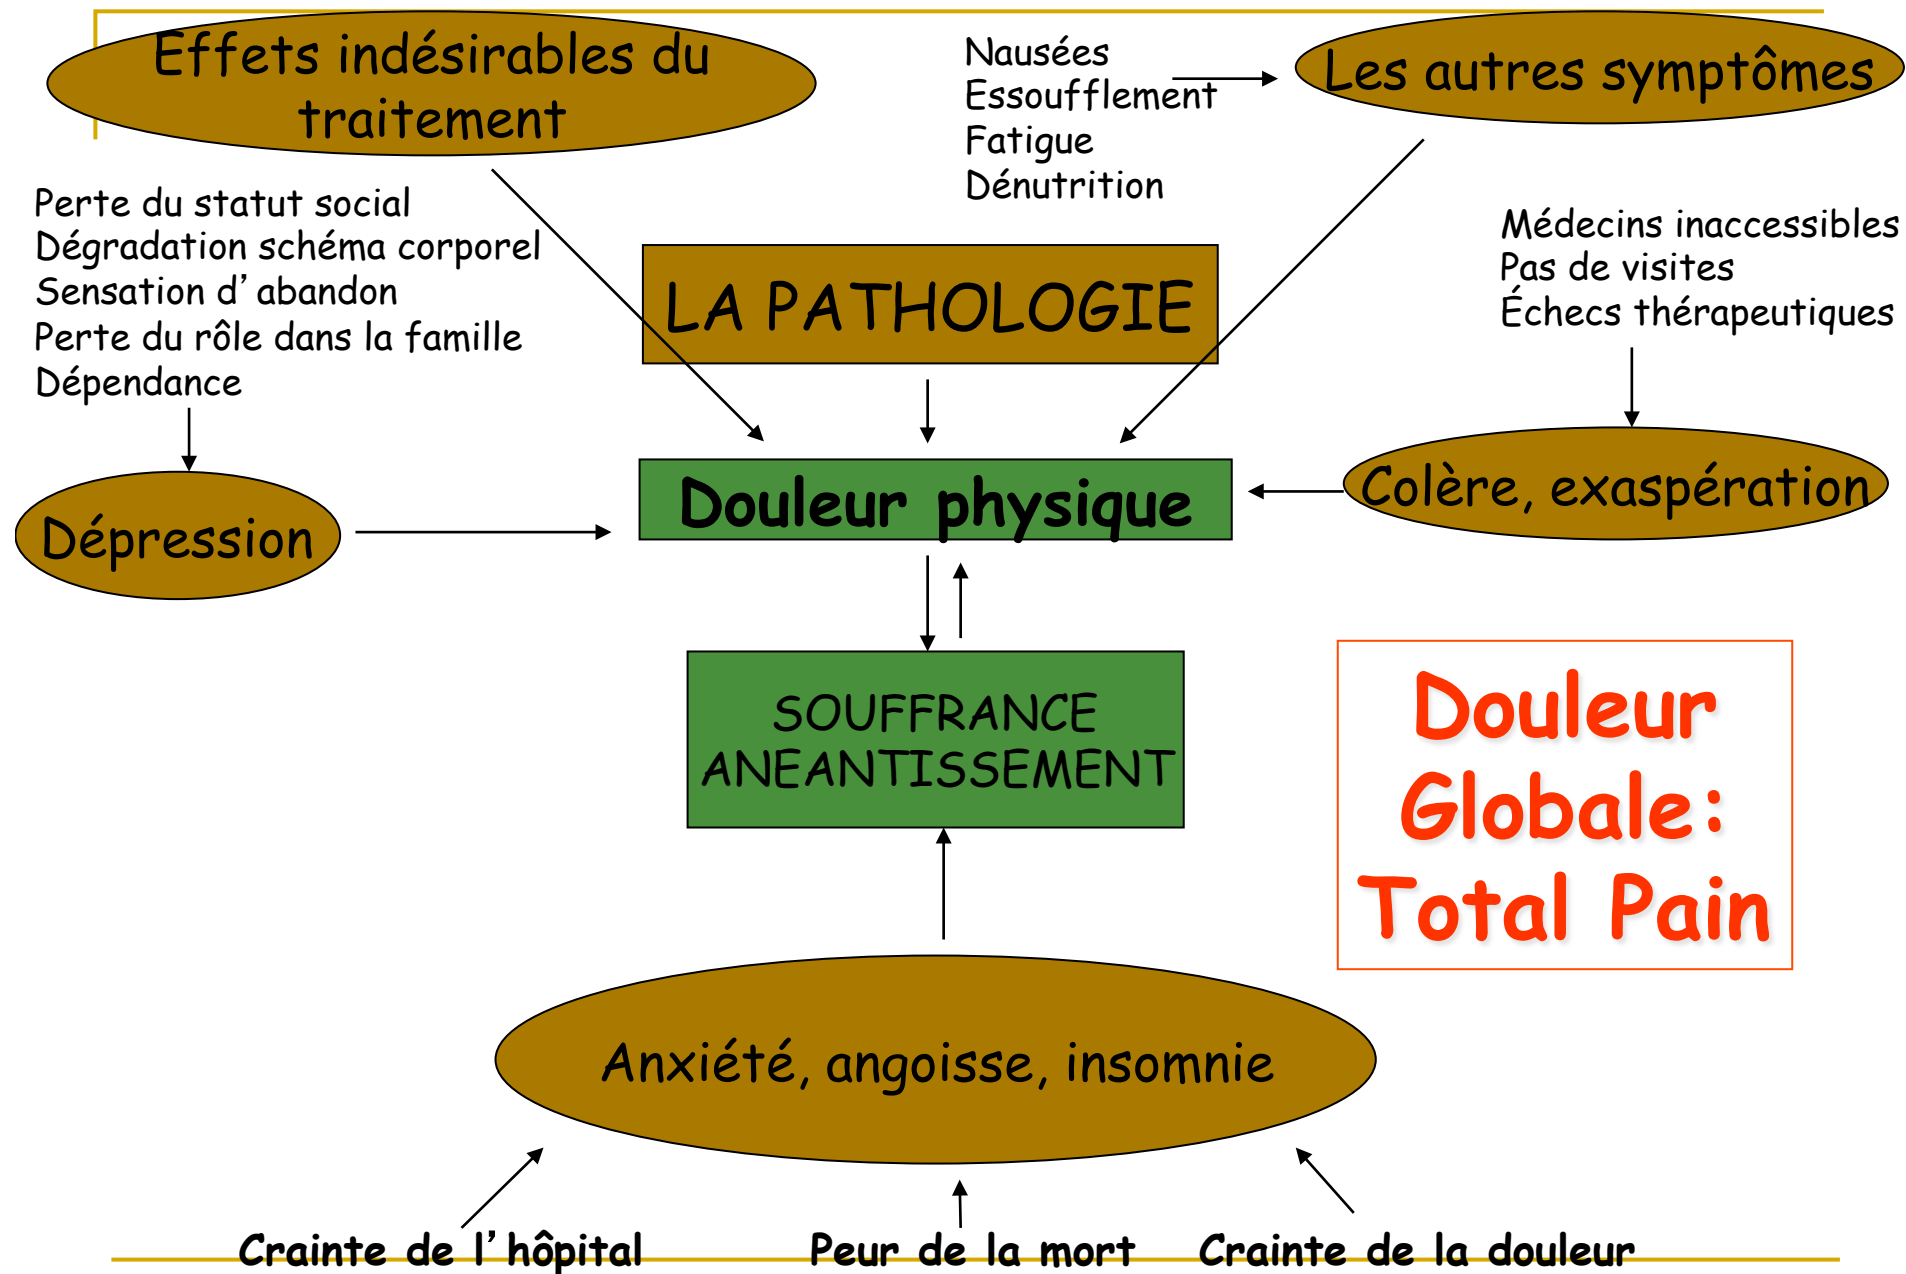 Effets indésirables du
traitement
Nausées
Essoufflement
Fatigue
Dénutrition
Les autres symptômes
Perte du statut social
Dégradation schéma corporel
Sensation d’abandon
Perte du rôle dans la famille
Dépendance
LA PATHOLOGIE
Médecins inaccessibles
Pas de visites
Échecs thérapeutiques
Dépression
Douleur physique
Colère, exaspération
SOUFFRANCE
ANEANTISSEMENT
Douleur
Globale:
Total Pain
Anxiété, angoisse, insomnie
Crainte de l’hôpital
Peur de la mort
Crainte de la douleur